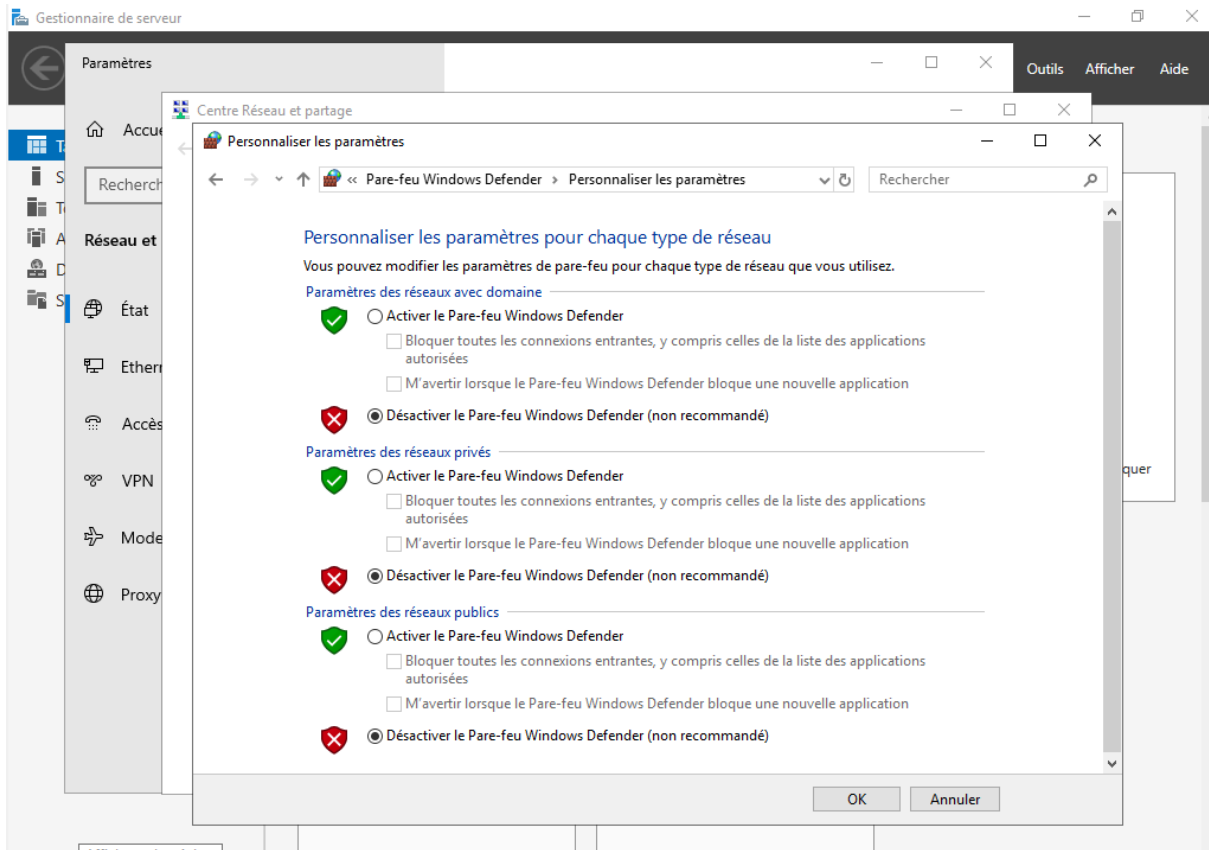 Gestionnaire de serveur
Outils Afficher Aide
Paramètres
Centre Réseau et partage
Personnaliser les paramètres
« Pare-feu Windows Defender > Personnaliser les paramètres
Rechercher
Personnaliser les paramètres pour chaque type de réseau
Vous pouvez modifier les paramètres de pare-feu pour chaque type de réseau que vous utilisez.
Paramètres des réseaux avec domaine
Activer le Pare-feu Windows Defender
Bloquer toutes les connexions entrantes, y compris celles de la liste des applications
autorisées
M'avertir lorsque le Pare-feu Windows Defender bloque une nouvelle application
Désactiver le Pare-feu Windows Defender (non recommandé)
Paramètres des réseaux privés
Activer le Pare-feu Windows Defender
Bloquer toutes les connexions entrantes, y compris celles de la liste des applications
autorisées
M'avertir lorsque le Pare-feu Windows Defender bloque une nouvelle application
Désactiver le Pare-feu Windows Defender (non recommandé)
Paramètres des réseaux publics
Activer le Pare-feu Windows Defender
Bloquer toutes les connexions entrantes, y compris celles de la liste des applications
autorisées
M'avertir lorsque le Pare-feu Windows Defender bloque une nouvelle application
Désactiver le Pare-feu Windows Defender (non recommandé)
OK Annuler
Accue
Recherch
Réseau et
État
Ethern
Accès
VPN
Mode
Proxy
quer